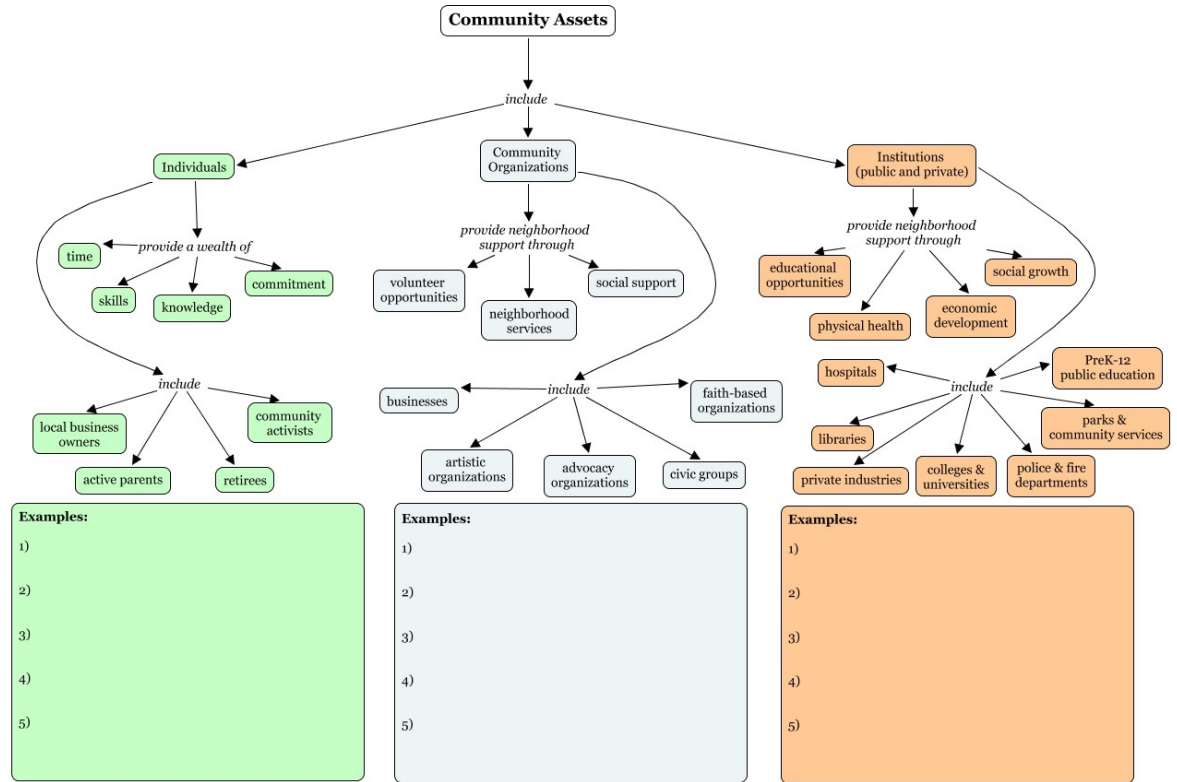 Community Assets
include
Individuals
provide a wealth of
time
skills
knowledge
commitment
include
local business
owners
active parents
retirees
community
activists
Community
Organizations
provide neighborhood
support through
volunteer
opportunities
neighborhood
services
social support
include
businesses
artistic
organizations
advocacy
organizations
civic groups
faith-based
organizations
Institutions
(public and private)
provide neighborhood
support through
educational
opportunities
physical health
economic
development
social growth
include
hospitals
libraries
private industries
colleges &
universities
police & fire
departments
parks &
community services
PreK-12
public education
Examples:
1)
2)
3)
4)
5)
Examples:
1)
2)
3)
4)
5)
Examples:
1)
2)
3)
4)
5)